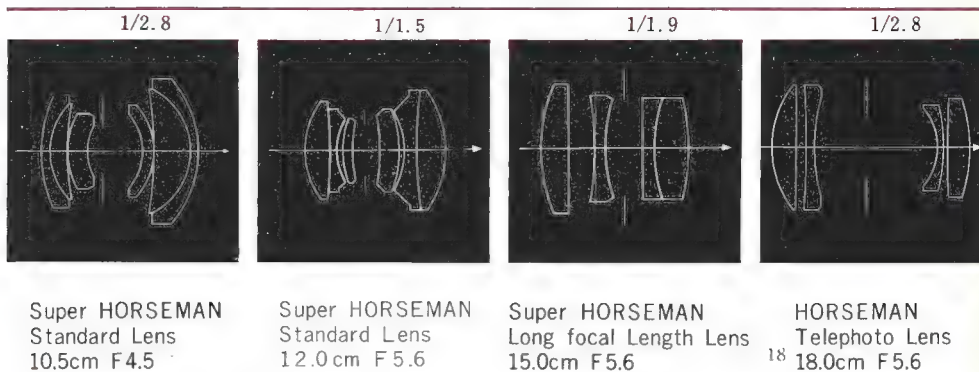 1/2.8
1/1.5
1/1.9
1/2.8
Super HORSEMAN
Standard Lens
10.5cm F4.5
Super HORSEMAN
Standard Lens
12.0cm F5.6
Super HORSEMAN
Long focal Length Lens
15.0cm F5.6
HORSEMAN
Telephoto Lens
18.0cm F5.6
18